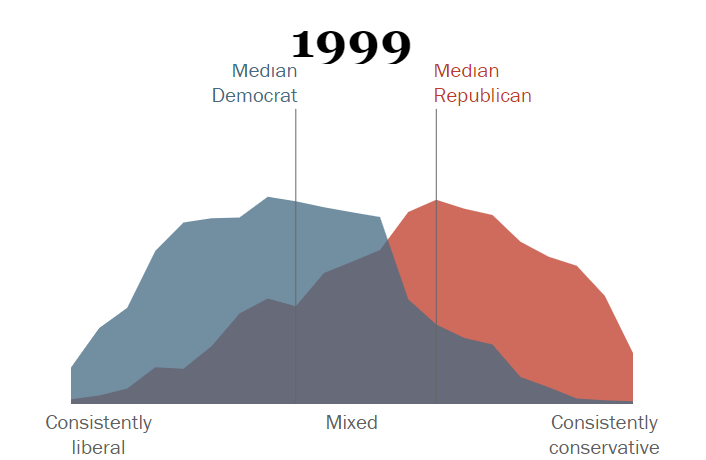 1999
Median
Democrat
Median
Republican
Consistently
liberal
Mixed
Consistently
conservative